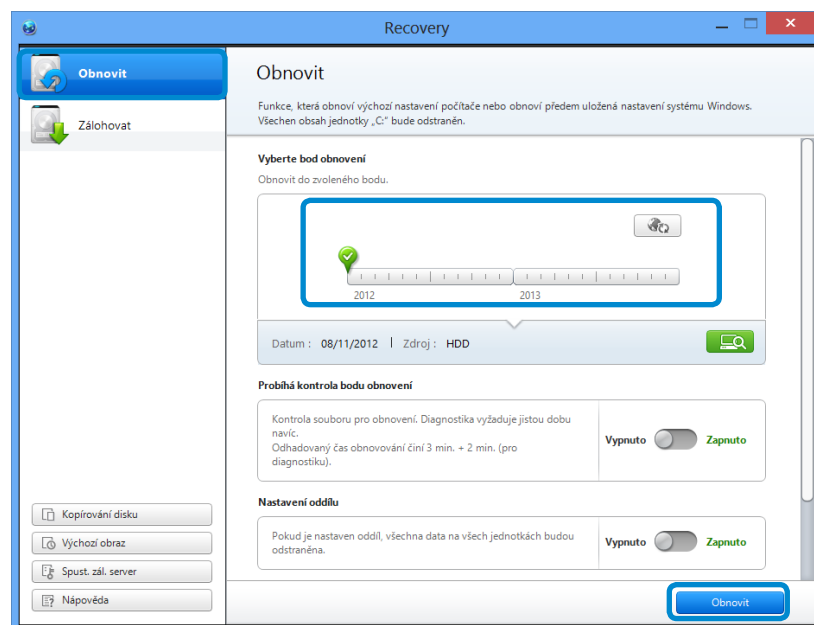 Recovery
Obnovit
Zálohovat
Obnovit
Funkce, která obnoví výchozí nastavení počítače nebo obnoví předem uložená nastavení systému Windows.
Všechen obsah jednotky „C:“ bude odstraněn.
Vyberte bod obnovení
Obnovit do zvoleného bodu.
2012 2013
Datum : 08/11/2012 | Zdroj : HDD
Probíhá kontrola bodu obnovení
Kontrola souboru pro obnovení. Diagnostika vyžaduje jistou dobu
navíc.
Odhadovaný čas obnovování činí 3 min. + 2 min. (pro
diagnostiku).
Vypnuto Zapnuto
Nastavení oddílu
Pokud je nastaven oddíl, všechna data na všech jednotkách budou
odstraněna.
Vypnuto Zapnuto
Kopírování disku
Výchozí obraz
Spust. zál. server
Nápověda
Obnovit